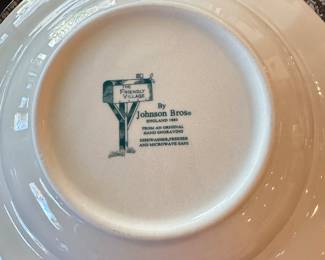 THE
FRIENDLY
VILLAGE
By
Johnson Bros®
ENGLAND 1883
FROM AN ORIGINAL
HAND ENGRAVING
DISHWASHER, FREEZER
AND MICROWAVE SAFE